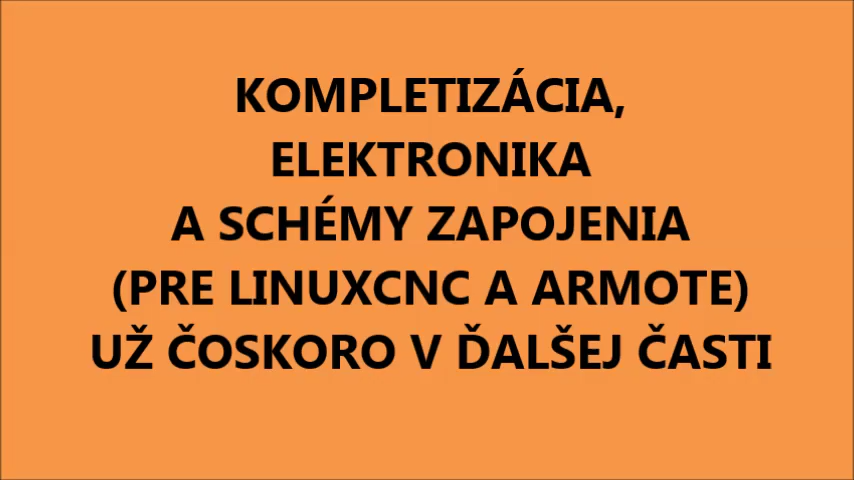 KOMPLETIZÁCIA,
ELEKTRONIKA
A SCHÉMY ZAPOJENIA
(PRE LINUXCNC A ARMOTE)
UŽ ČOSKORO V ĎALŠEJ ČASTI